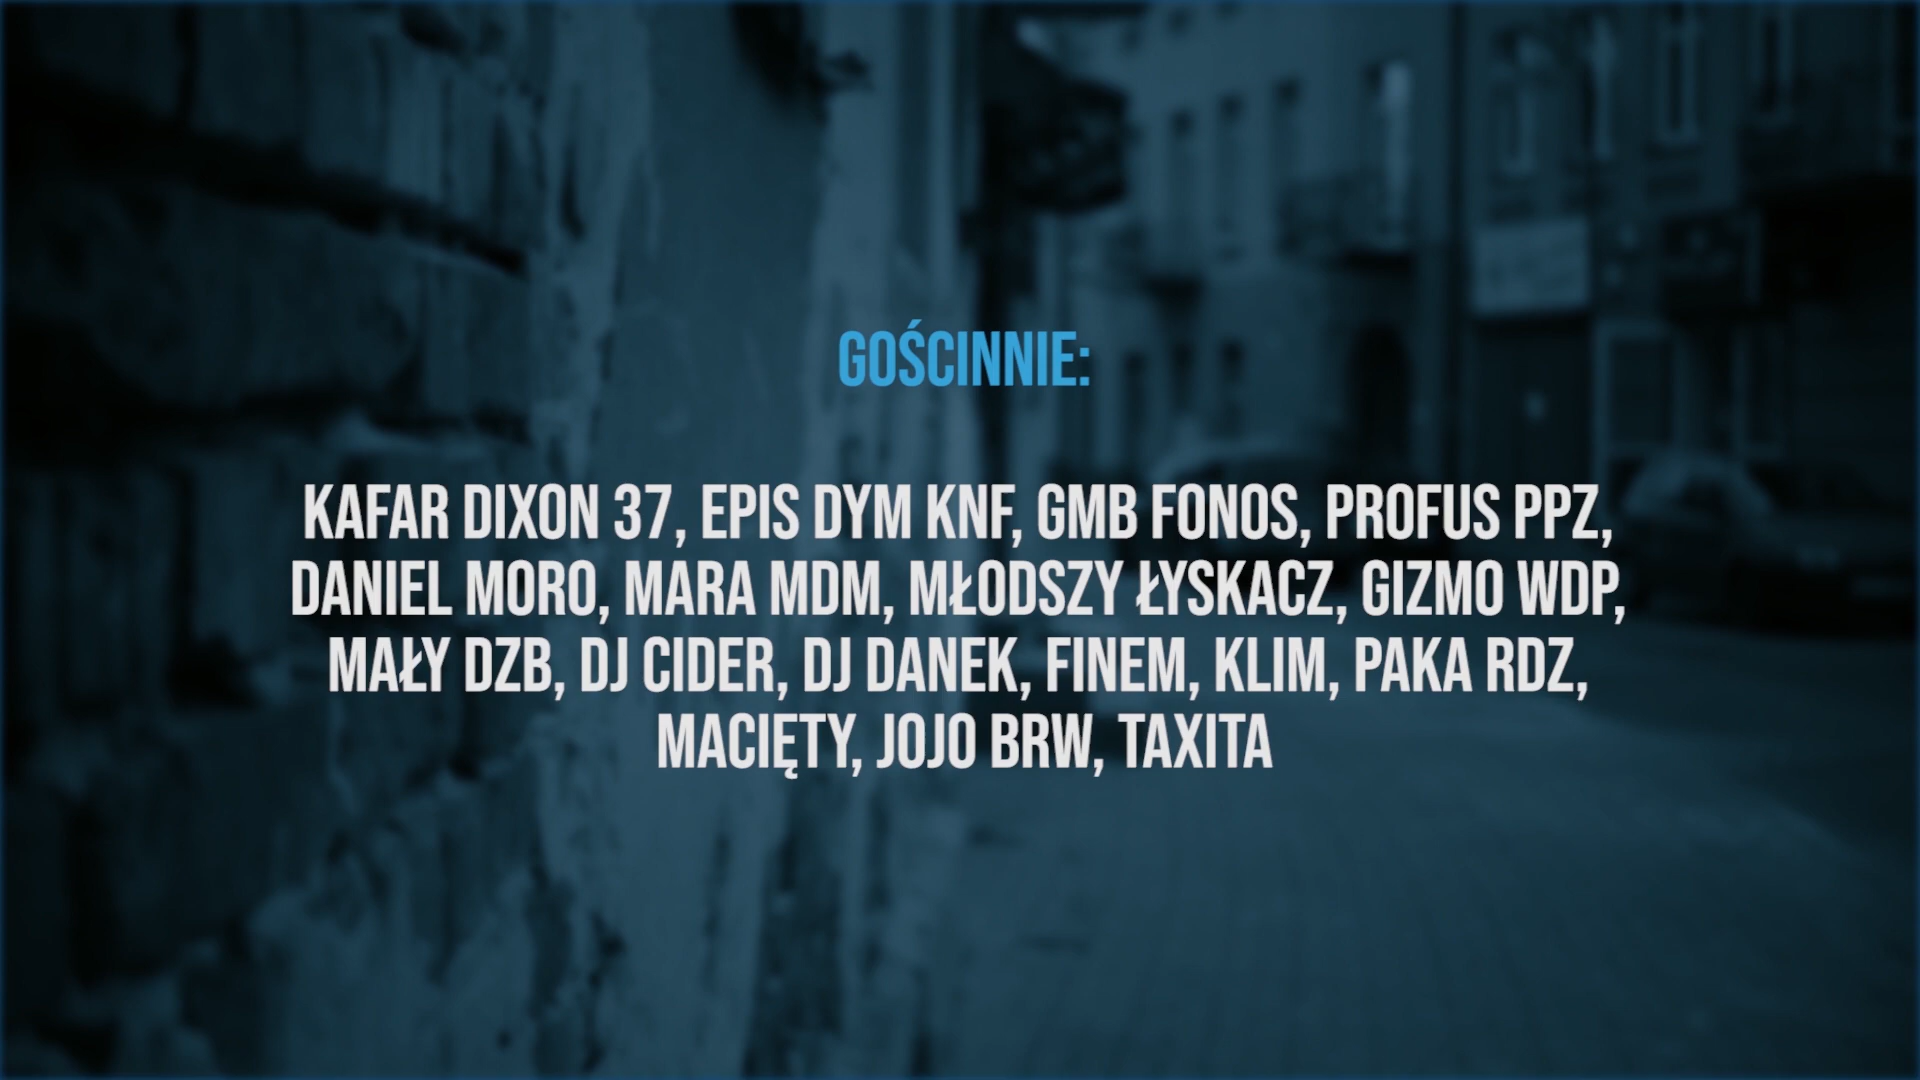 GOŚCINNIE:
KAFAR DIXON 37, EPIS DYM KNF, GMB FONOS, PROFUS PPZ,
DANIEL MORO, MARA MDM, MŁODSZY ŁYSKACZ, GIZMO WDP,
MAŁY DZB, DJ CIDER, DJ DANEK, FINEM, KLIM, PAKA RDZ,
MACIĘTY, JOJO BRW, TAXITA